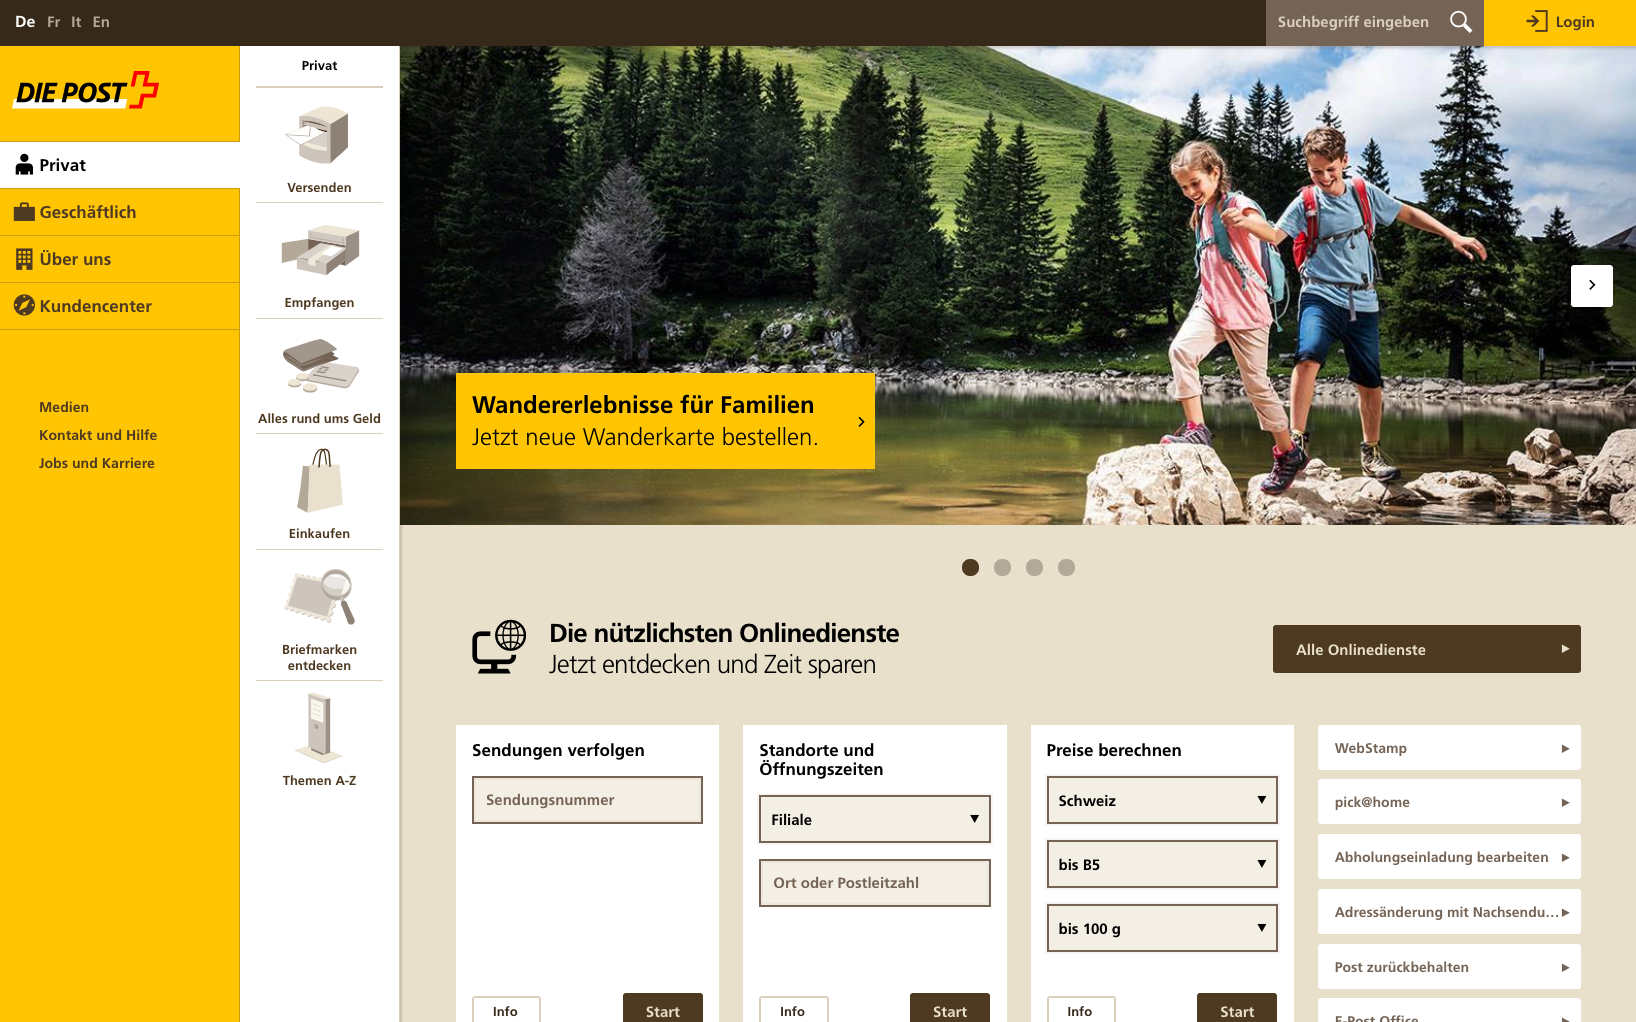 De Fr It En
Suchbegriff eingeben
Login
DIE POST
Privat
Geschäftlich
Über uns
Kundencenter
Medien
Kontakt und Hilfe
Jobs und Karriere
Privat
Versenden
Empfangen
Alles rund ums Geld
Einkaufen
Briefmarken
entdecken
Themen A-Z
Wandererlebnisse für Familien
Jetzt neue Wanderkarte bestellen.
Die nützlichsten Onlinedienste
Jetzt entdecken und Zeit sparen
Alle Onlinedienste
Sendungen verfolgen
Sendungsnummer
Info
Start
Standorte und
Öffnungszeiten
Filiale
Ort oder Postleitzahl
Info
Start
Preise berechnen
Schweiz
bis B5
bis 100 g
Info
Start
WebStamp
pick@home
Abholungseinladung bearbeiten
Adressänderung mit Nachsendu...
Post zurückbehalten
E-Post Office